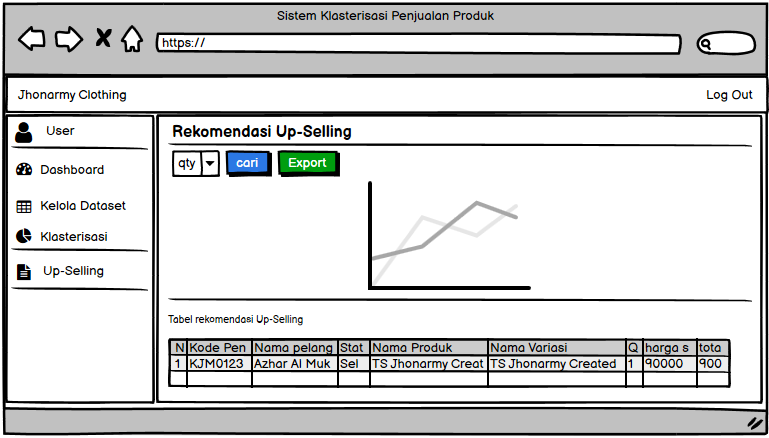 Sistem Klasterisasi Penjualan Produk
https://
Jhonarmy Clothing Log Out
User
Dashboard
Kelola Dataset
Klasterisasi
Up-Selling
Rekomendasi Up-Selling
qty cari Export
Tabel rekomendasi Up-Selling
N Kode Pen Nama pelang Stat Nama Produk Nama Variasi Q harga s tota
1 KJM0123 Azhar Al Muk Sel TS Jhonarmy Creat TS Jhonarmy Created 1 90000 900